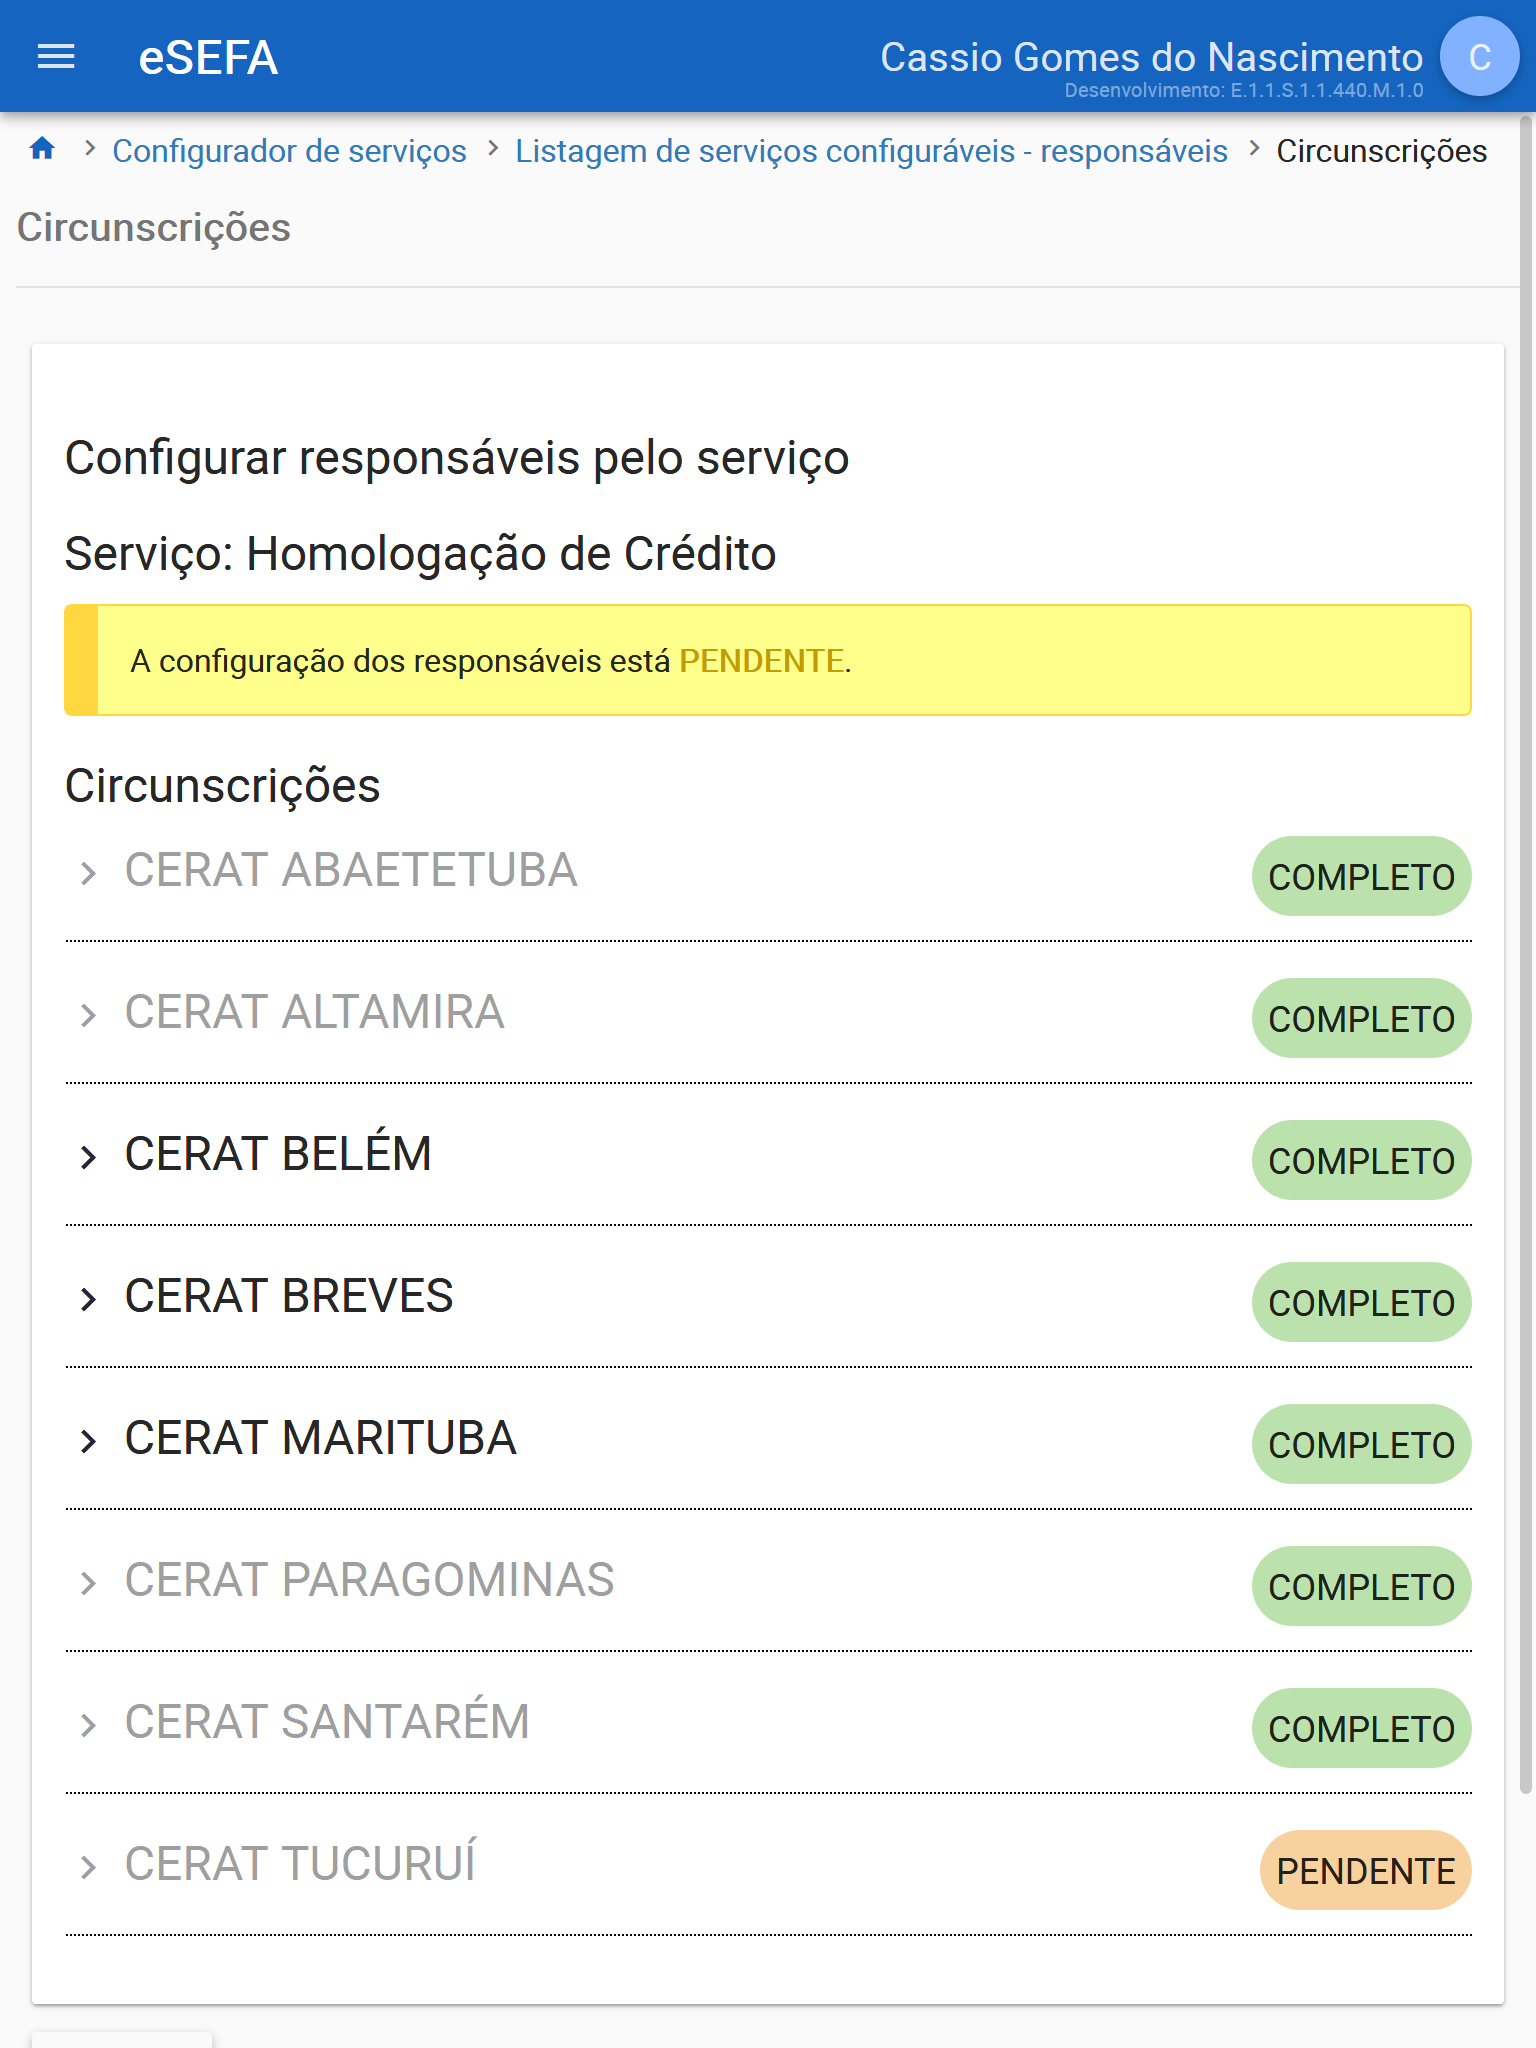 eSEFA
Cassio Gomes do Nascimento
C
Desenvolvimento: E.1.1.S.1.1.440.M.1.0
Configurador de serviços > Listagem de serviços configuráveis - responsáveis > Circunscrições
Circunscrições
Configurar responsáveis pelo serviço
Serviço: Homologação de Crédito
A configuração dos responsáveis está PENDENTE.
Circunscrições
CERAT ABAETETUBA COMPLETO
CERAT ALTAMIRA COMPLETO
CERAT BELÉM COMPLETO
CERAT BREVES COMPLETO
CERAT MARITUBA COMPLETO
CERAT PARAGOMINAS COMPLETO
CERAT SANTARÉM COMPLETO
CERAT TUCURUÍ PENDENTE